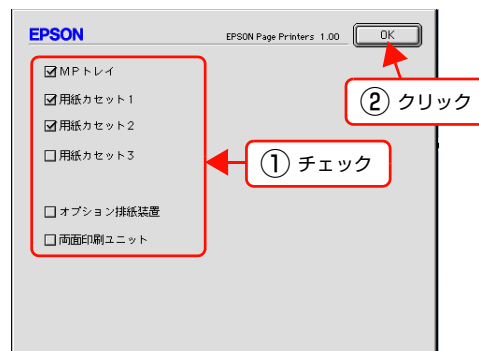 EPSON EPSON Page Printers 1.00 OK
☑MPトレイ
☑用紙カセット1
② クリック
☑用紙カセット2
□用紙カセット3
① チェック
□オプション排紙装置
□両面印刷ユニット